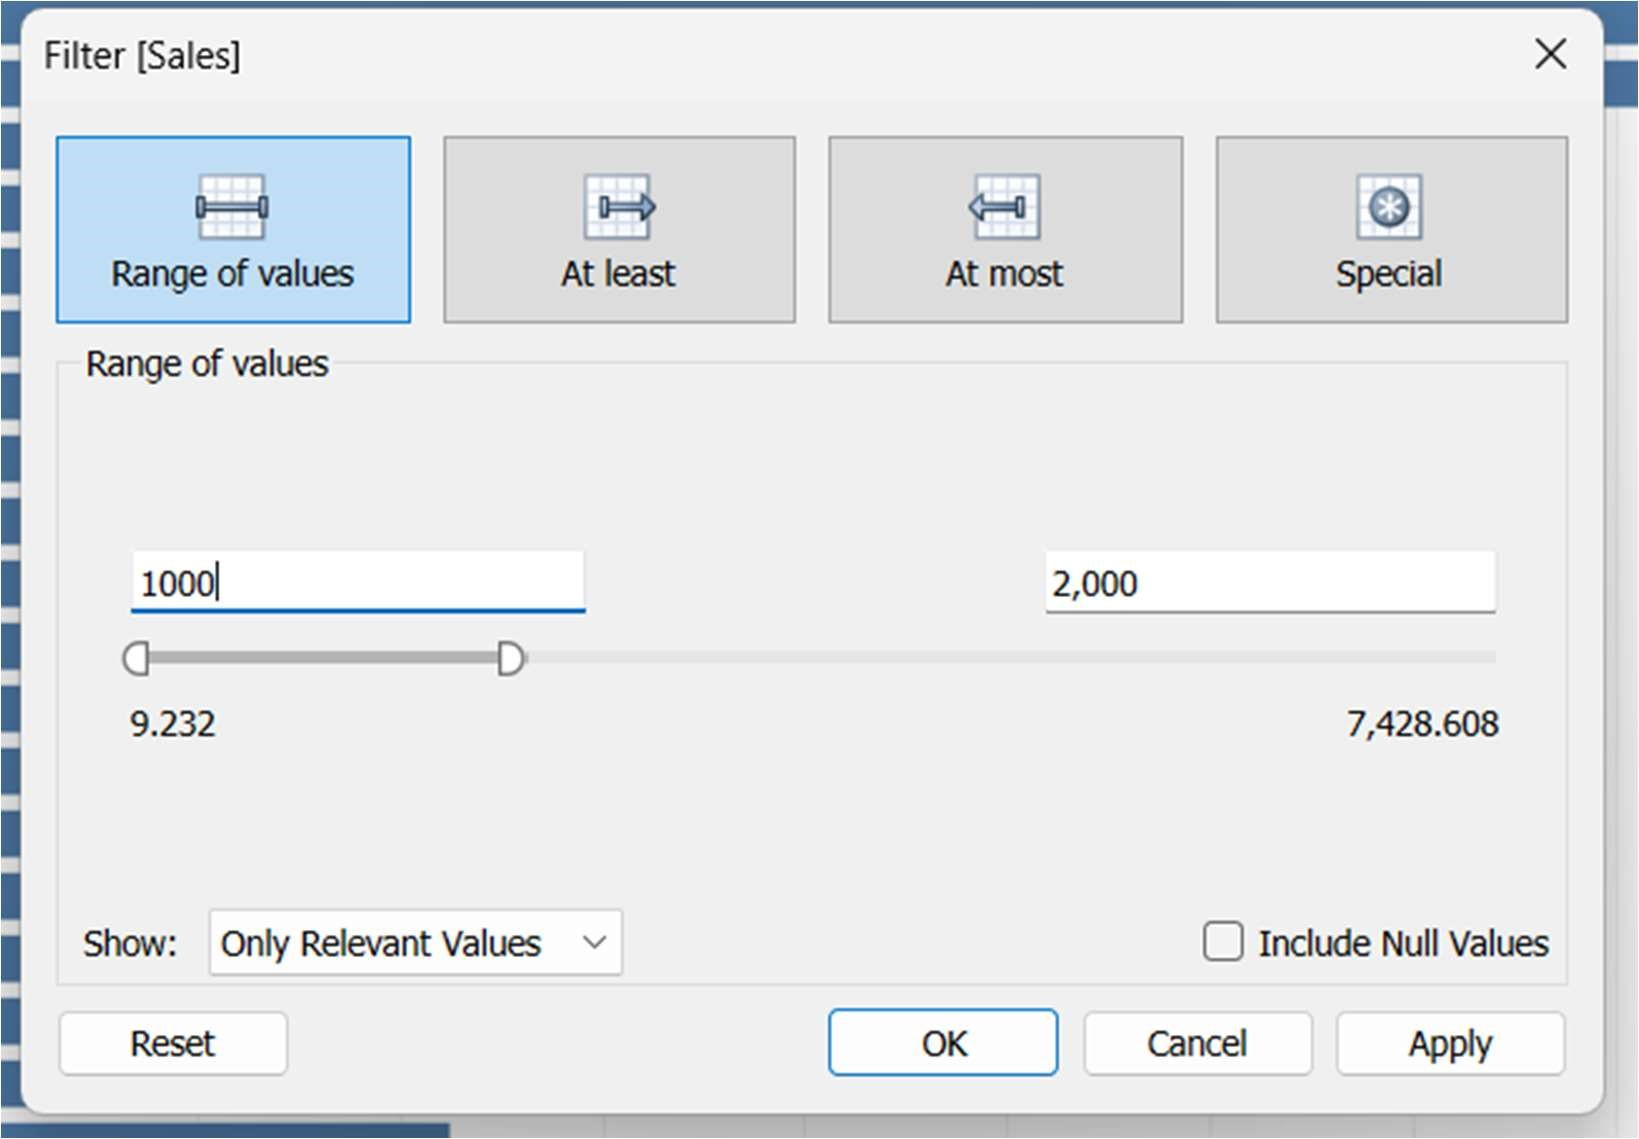 Filter [Sales]
Range of values
At least
At most
Special
Range of values
1000
2,000
9.232
7,428.608
Show:
Only Relevant Values
Include Null Values
Reset
OK
Cancel
Apply